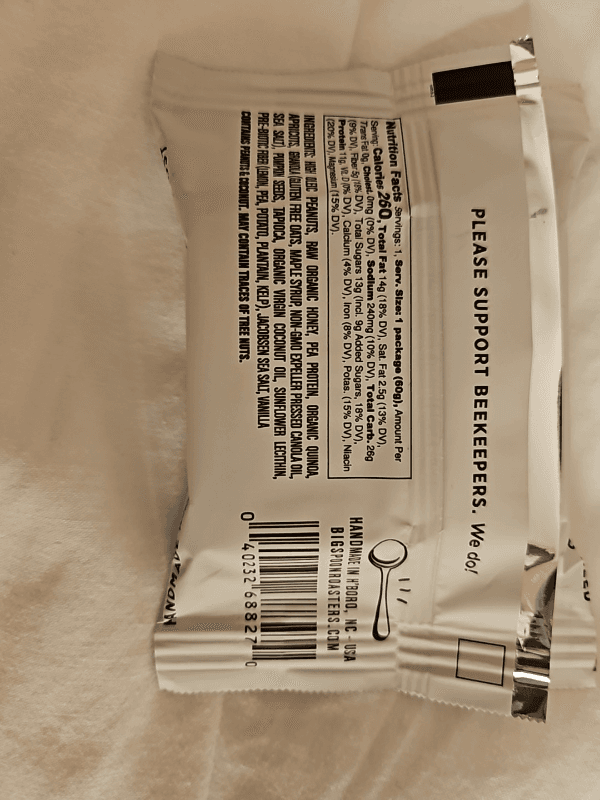 PLEASE SUPPORT BEEKEEPERS. We do!
Nutrition Facts Servings: 1, Serv. Size: 1 package (60g), Amount Per
Serving: Calories 260, Total Fat 14g (18% DV), Sat. Fat 2.5g (13% DV),
Trans Fat 0g, Cholest. 0mg (0% DV), Sodium 240mg (10% DV), Total Carb. 26g
(9% DV), Fiber 5g (18% DV), Total Sugars 13g (Incl. 9g Added Sugars, 18% DV),
Protein 11g, Vit. D (0% DV), Calcium (4% DV), Iron (8% DV), Potas. (15% DV), Niacin
(20% DV), Magnesium (15% DV).
INGREDIENTS: HIGH OLEIC PEANUTS, RAW ORGANIC HONEY, PEA PROTEIN, ORGANIC QUINOA,
APRICOTS, GRANOLA (GLUTEN FREE OATS, MAPLE SYRUP, NON-GMO EXPELLER PRESSED CANOLA OIL,
SEA SALT), PUMPKIN SEEDS, TAPIOCA, ORGANIC VIRGIN COCONUT OIL, SUNFLOWER LECITHIN,
PRE-BIOTIC FIBER (LEMON, PEA, POTATO, PLANTAIN, KELP), JACOBSEN SEA SALT, VANILLA
CONTAINS PEANUTS & COCONUT. MAY CONTAIN TRACES OF TREE NUTS.
HANDMADE IN H'BORO, NC USA
BIGSPOONROASTERS.COM
0 40232 68827 0